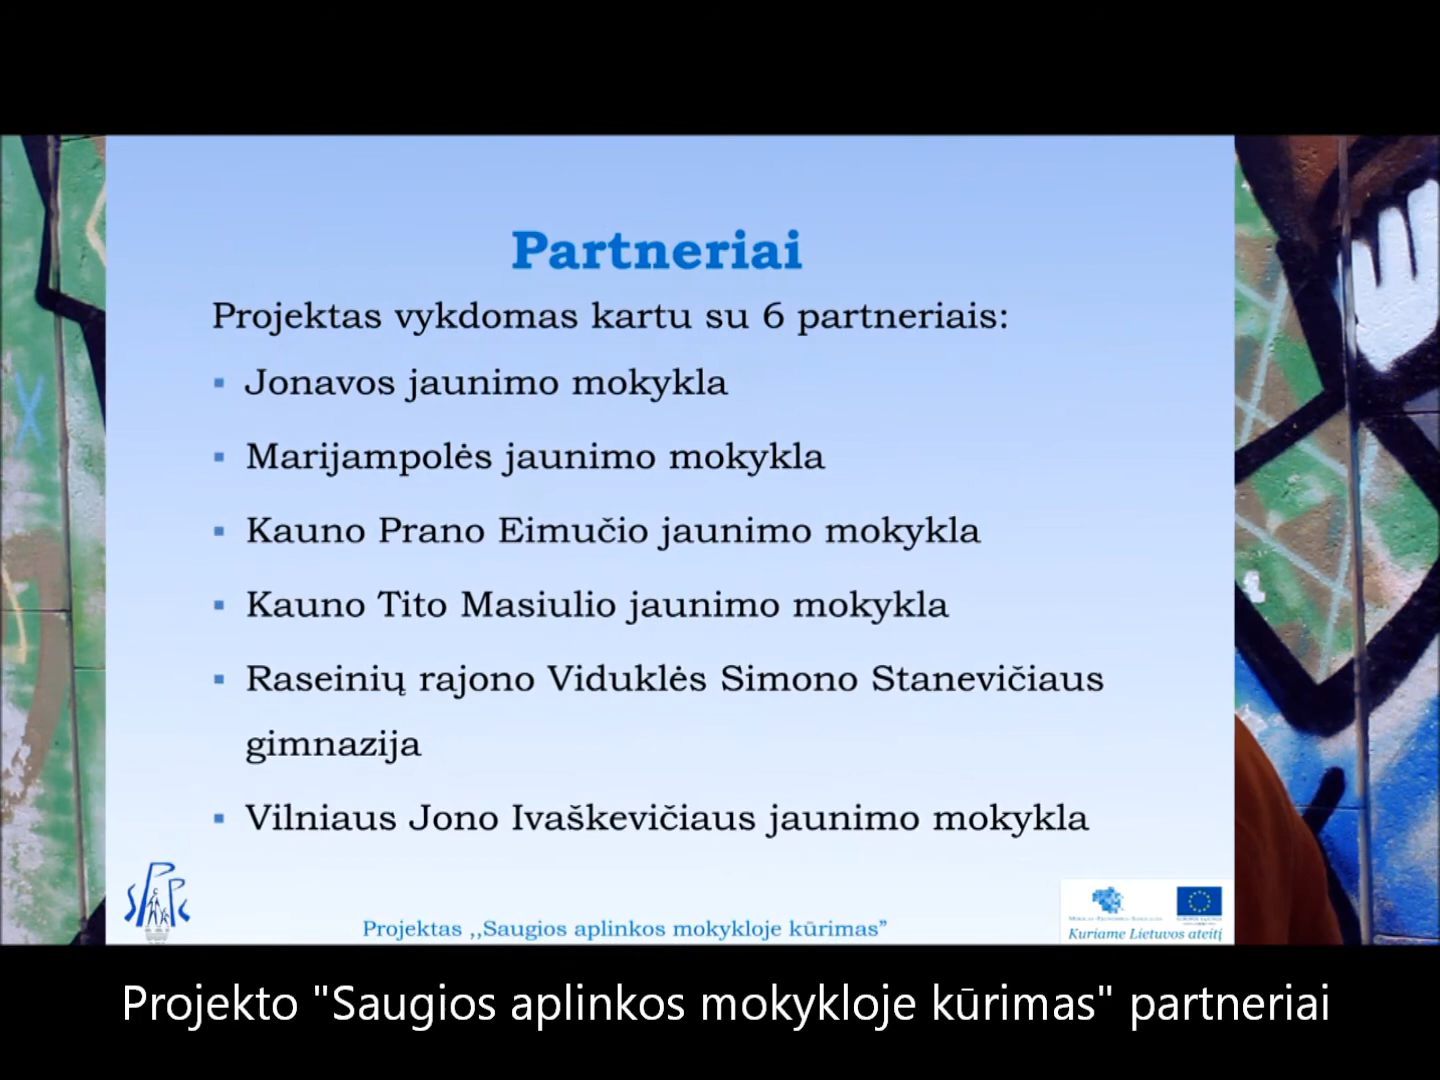 Partneriai
Projektas vykdomas kartu su 6 partneriais:
▪ Jonavos jaunimo mokykla
▪ Marijampolės jaunimo mokykla
▪ Kauno Prano Eimučio jaunimo mokykla
▪ Kauno Tito Masiulio jaunimo mokykla
▪ Raseinių rajono Viduklės Simono Stanevičiaus
gimnazija
▪ Vilniaus Jono Ivaškevičiaus jaunimo mokykla
Projektas ,,Saugios aplinkos mokykloje kūrimas”
Kuriame Lietuvos ateitį
Projekto "Saugios aplinkos mokykloje kūrimas" partneriai